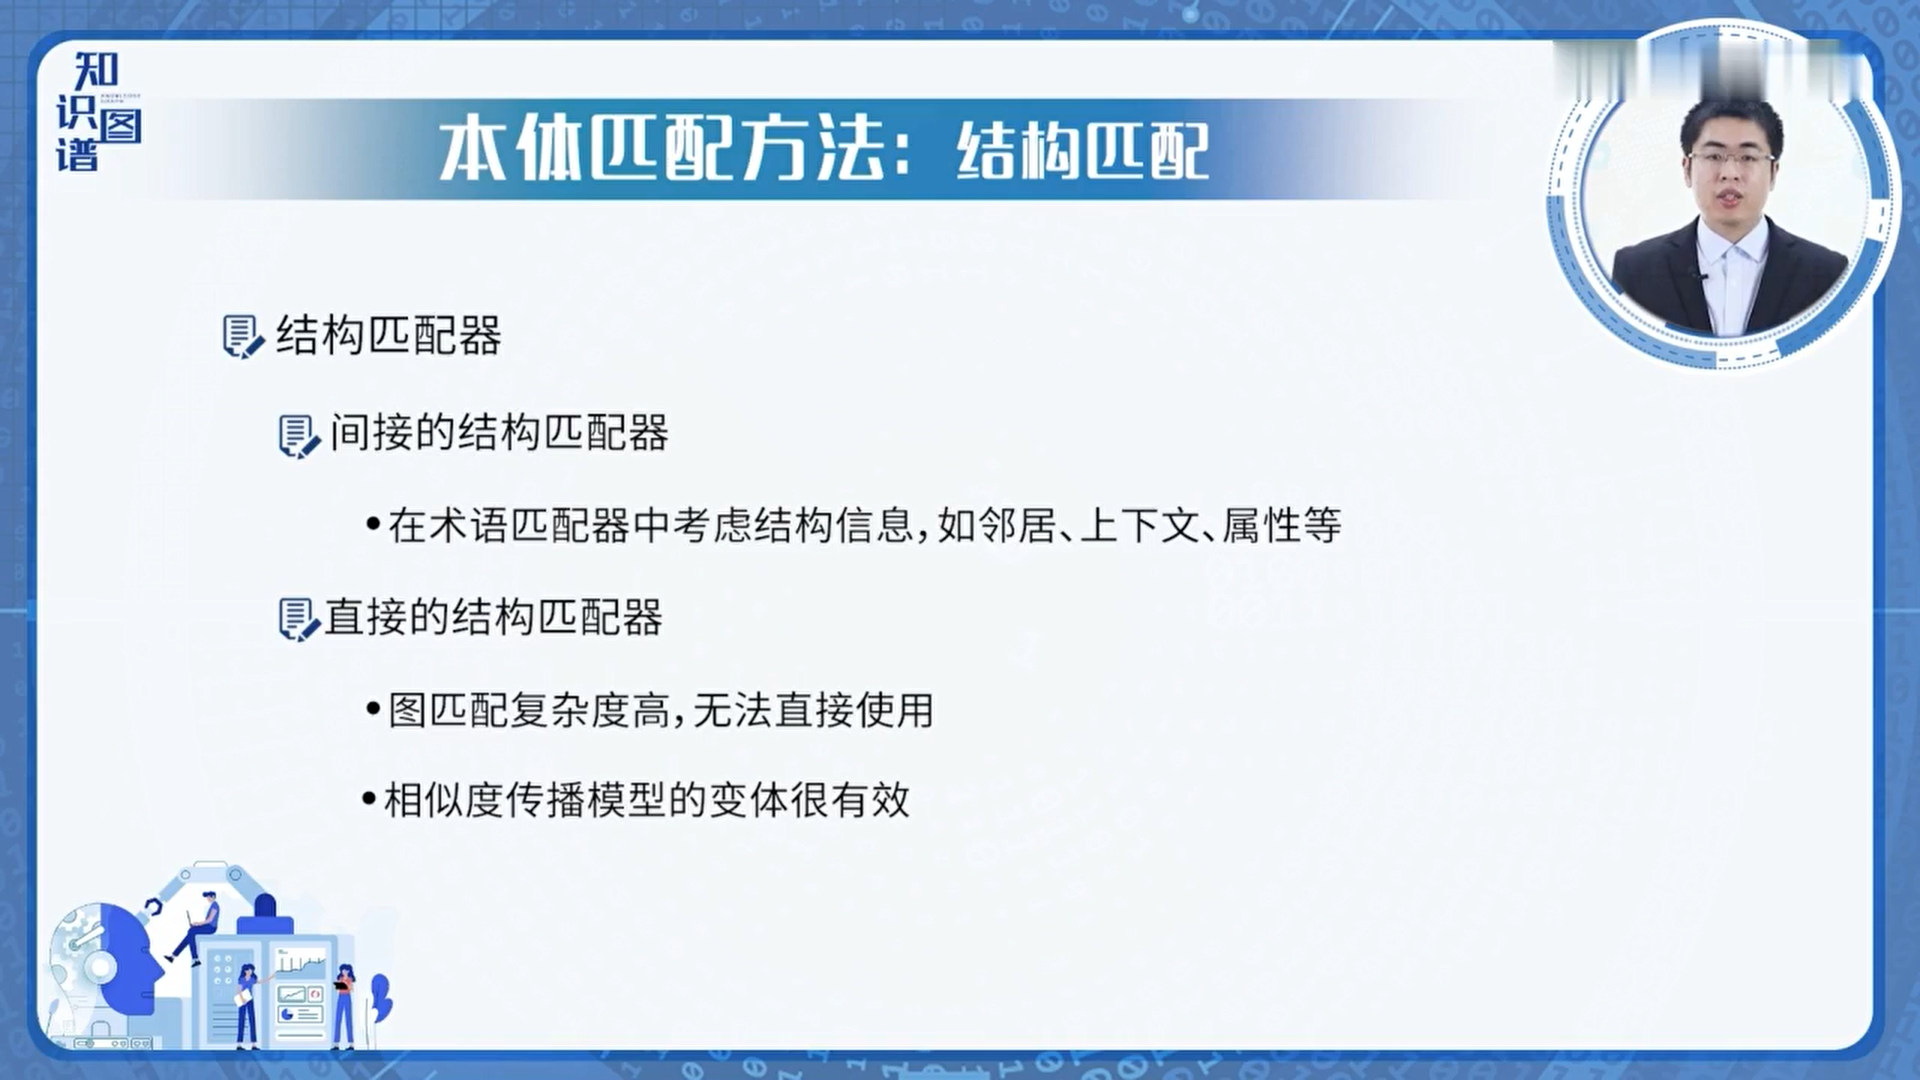 知识图谱
本体匹配方法：结构匹配
结构匹配器
间接的结构匹配器
•在术语匹配器中考虑结构信息，如邻居、上下文、属性等
直接的结构匹配器
•图匹配复杂度高，无法直接使用
•相似度传播模型的变体很有效